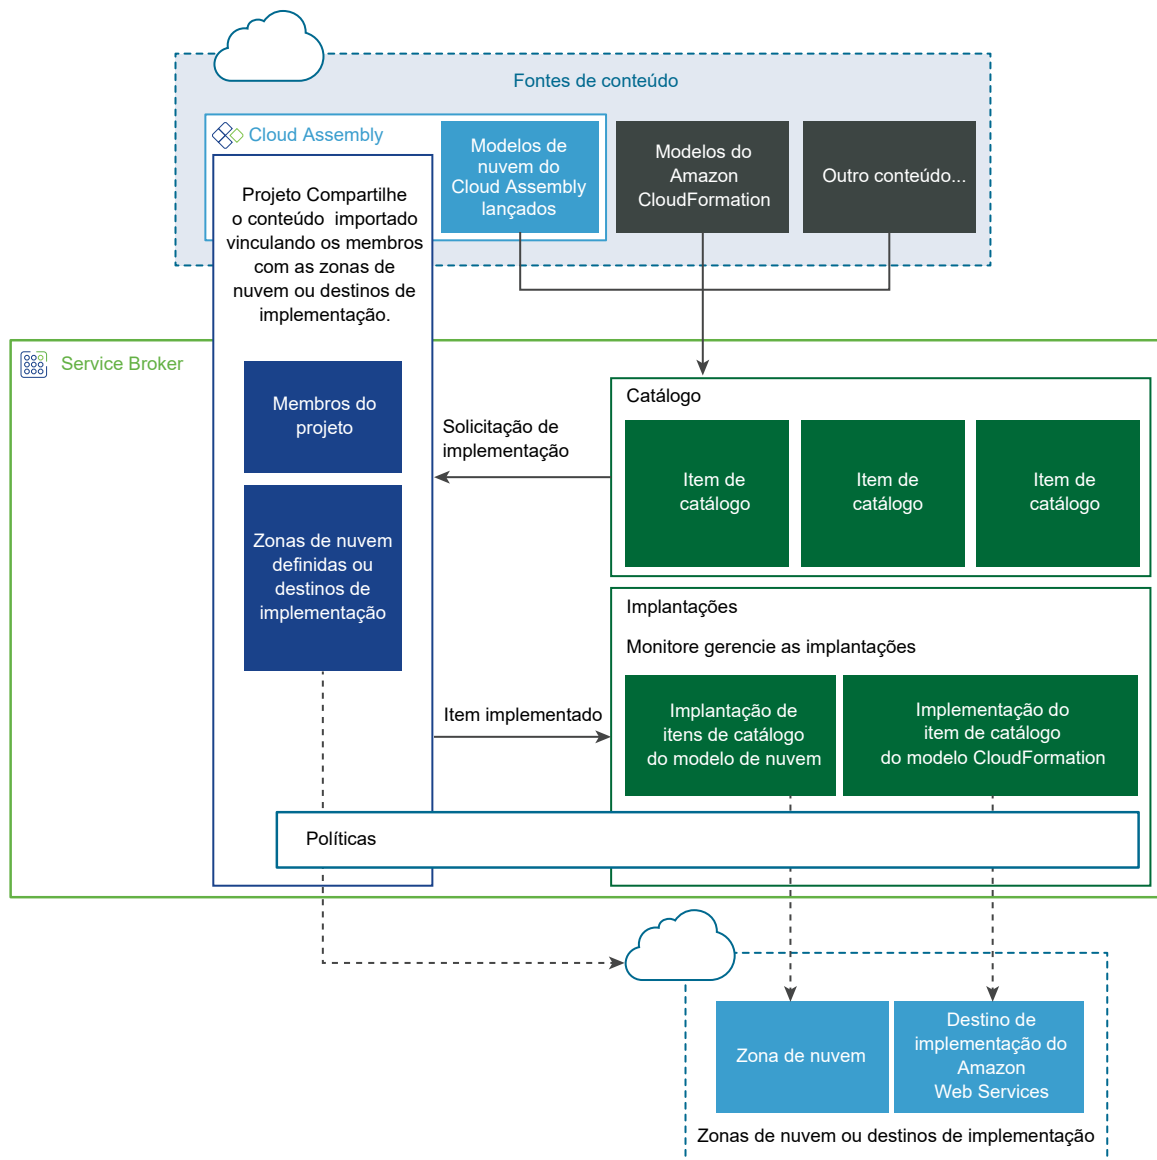 Fontes de conteúdo
Cloud Assembly
Modelos de
nuvem do
Cloud Assembly
lançados
Modelos do
Amazon
CloudFormation
Outro conteúdo...
Projeto Compartilhe
o conteúdo importado
vinculando os membros
com as zonas de
nuvem ou destinos de
implementação.
Service Broker
Membros do
projeto
Zonas de nuvem
definidas ou
destinos de
implementação
Solicitação de
implementação
Catálogo
Item de
catálogo
Item de
catálogo
Item de
catálogo
Implantações
Monitore gerencie as implantações
Item implementado
Implantação de
itens de catálogo
do modelo de nuvem
Implementação do
item de catálogo
do modelo CloudFormation
Políticas
Zona de nuvem
Destino de
implementação do
Amazon
Web Services
Zonas de nuvem ou destinos de implementação